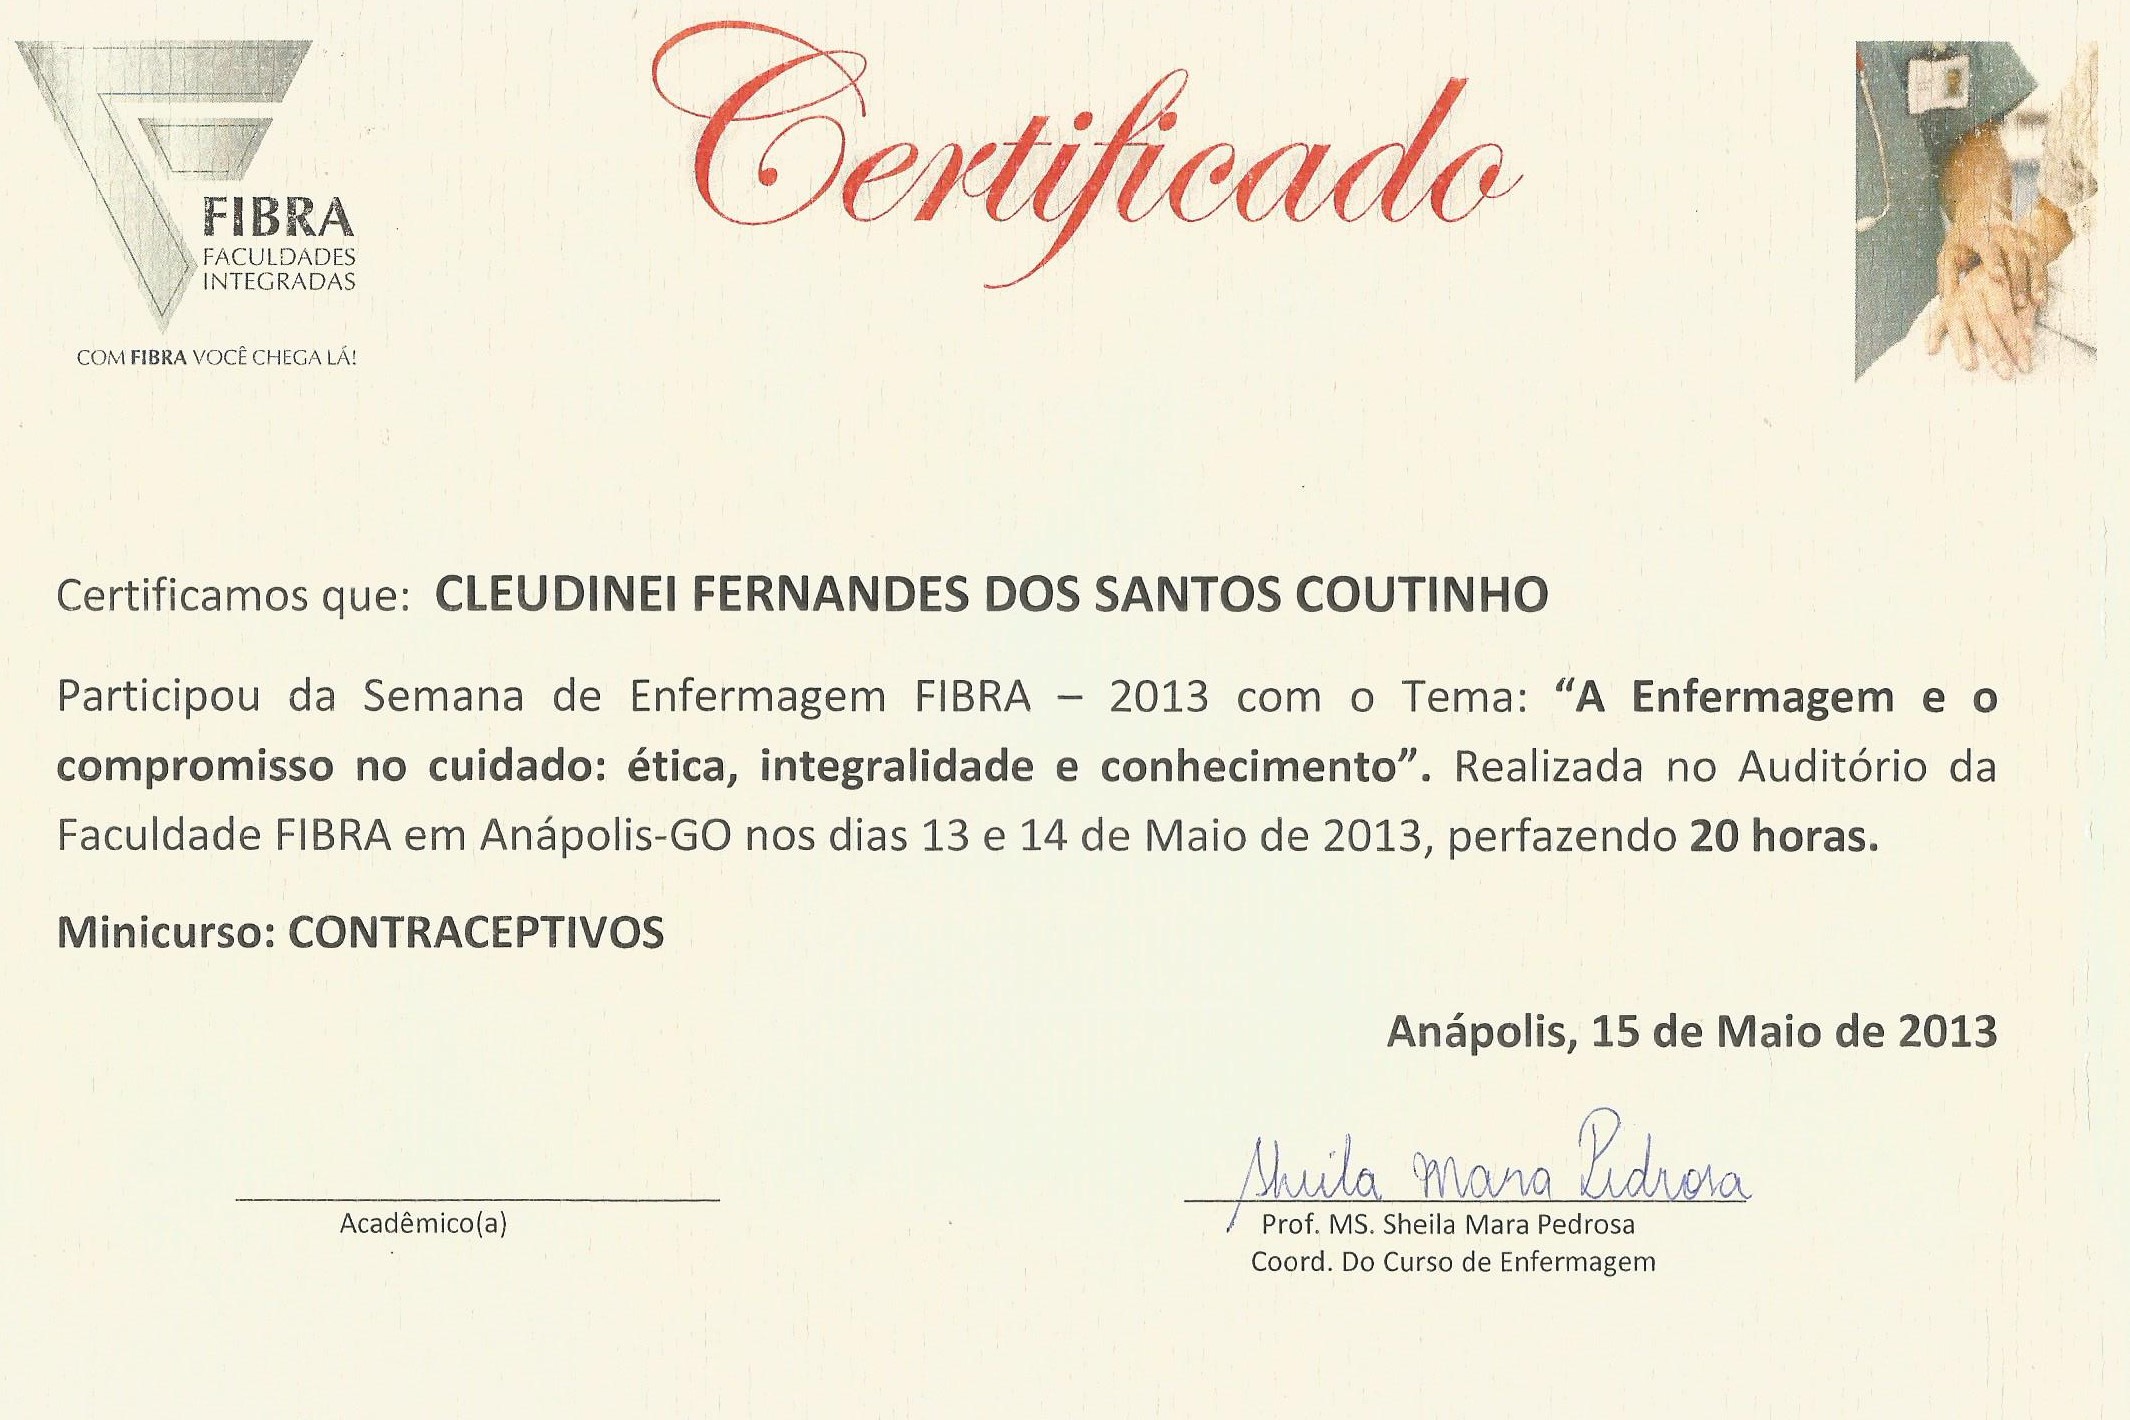 Certificado
FIBRA
FACULDADES
INTEGRADAS
COM FIBRA VOCÊ CHEGA LÁ!
Certificamos que: CLEUDINEI FERNANDES DOS SANTOS COUTINHO
Participou da Semana de Enfermagem FIBRA – 2013 com o Tema: “A Enfermagem e o
compromisso no cuidado: ética, integralidade e conhecimento”. Realizada no Auditório da
Faculdade FIBRA em Anápolis-GO nos dias 13 e 14 de Maio de 2013, perfazendo 20 horas.
Minicurso: CONTRACEPTIVOS
Anápolis, 15 de Maio de 2013
Sheila Mara Pedrosa
Acadêmico(a)
Prof. MS. Sheila Mara Pedrosa
Coord. Do Curso de Enfermagem